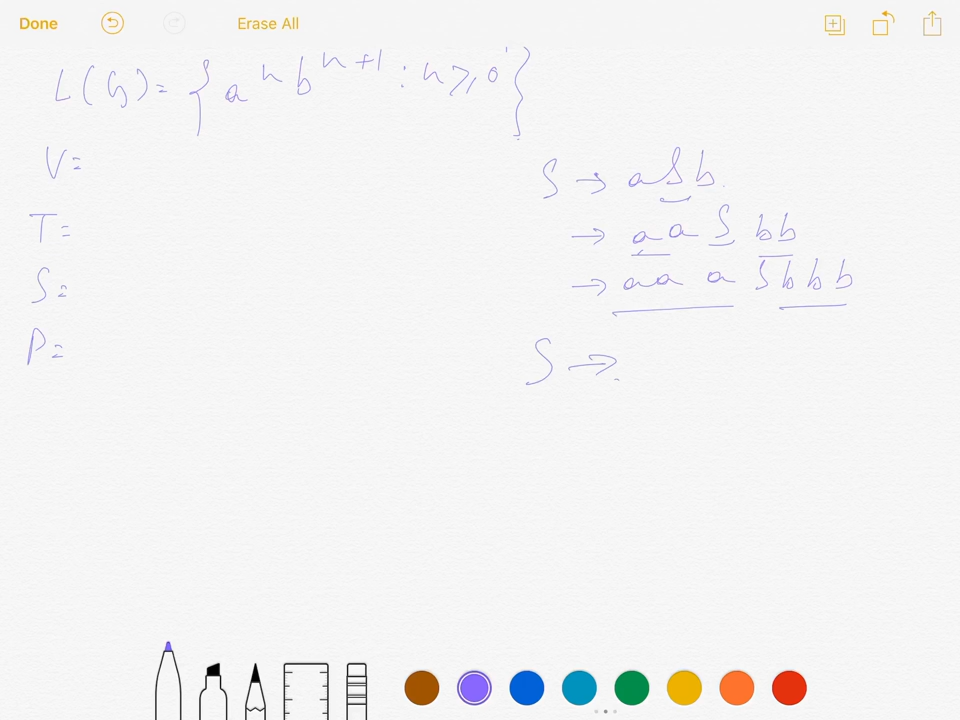 Done Erase All
L(G)= { a^n b^n+1 : n ≥ 0 }
V=
T=
S=
P=
S → aSb.
→ aaSbb
→ aaaSbbb
S →